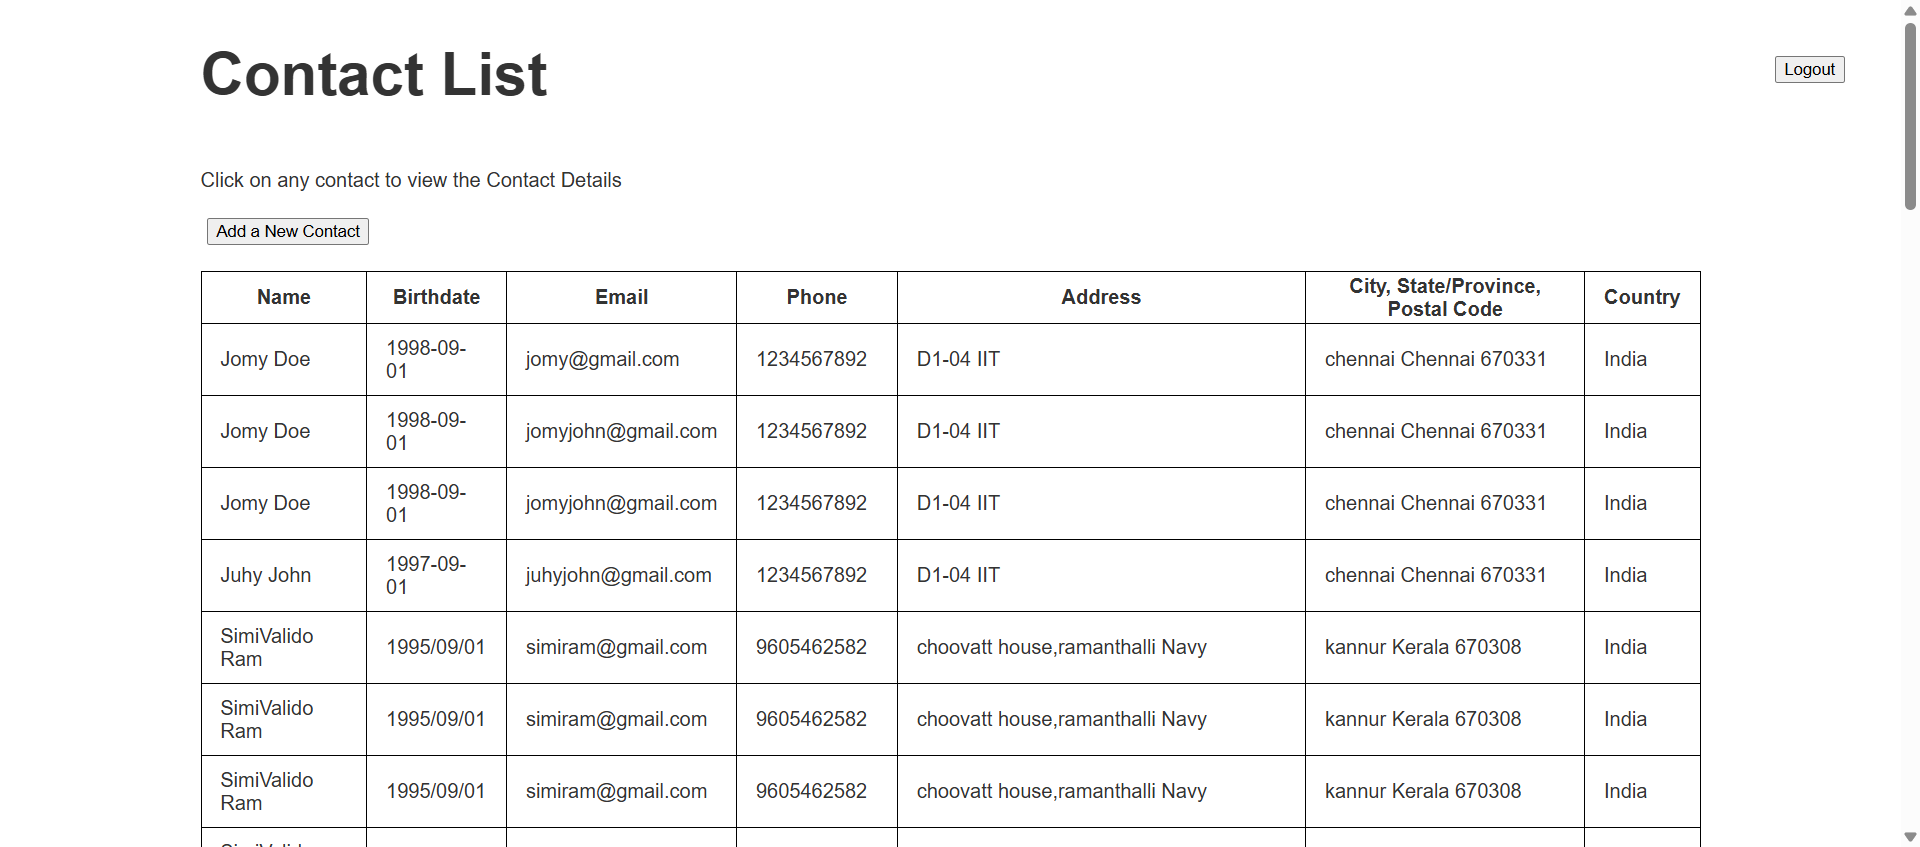 Contact List
Logout
Click on any contact to view the Contact Details
Add a New Contact
Name Birthdate Email Phone Address City, State/Province, Postal Code Country
Jomy Doe 1998-09-01 jomy@gmail.com 1234567892 D1-04 IIT chennai Chennai 670331 India
Jomy Doe 1998-09-01 jomyjohn@gmail.com 1234567892 D1-04 IIT chennai Chennai 670331 India
Jomy Doe 1998-09-01 jomyjohn@gmail.com 1234567892 D1-04 IIT chennai Chennai 670331 India
Juhy John 1997-09-01 juhyjohn@gmail.com 1234567892 D1-04 IIT chennai Chennai 670331 India
SimiValido Ram 1995/09/01 simiram@gmail.com 9605462582 choovatt house,ramanthalli Navy kannur Kerala 670308 India
SimiValido Ram 1995/09/01 simiram@gmail.com 9605462582 choovatt house,ramanthalli Navy kannur Kerala 670308 India
SimiValido Ram 1995/09/01 simiram@gmail.com 9605462582 choovatt house,ramanthalli Navy kannur Kerala 670308 India